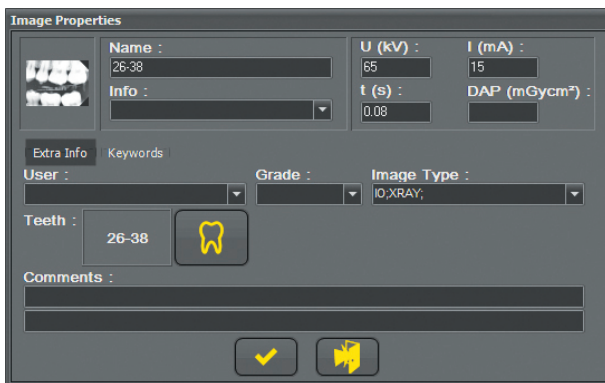 Image Properties
Name :
26-38
Info :
U (kV) :
I (mA) :
65
15
t (s) :
DAP (mGycm²) :
0.08
Extra Info
Keywords
User :
Grade :
Image Type :
IO;XRAY;
Teeth :
26-38
Comments :